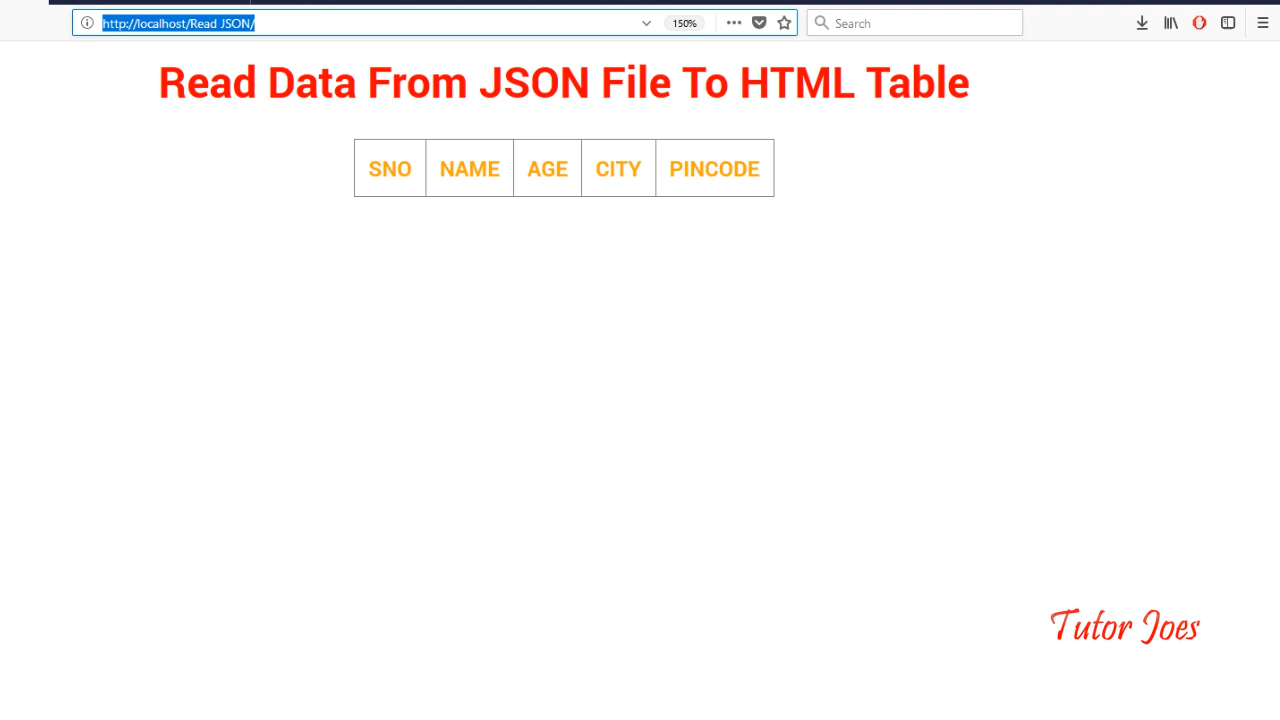 http://localhost/Read JSON/
150%
Search
Read Data From JSON File To HTML Table
SNO NAME AGE CITY PINCODE
Tutor Joes